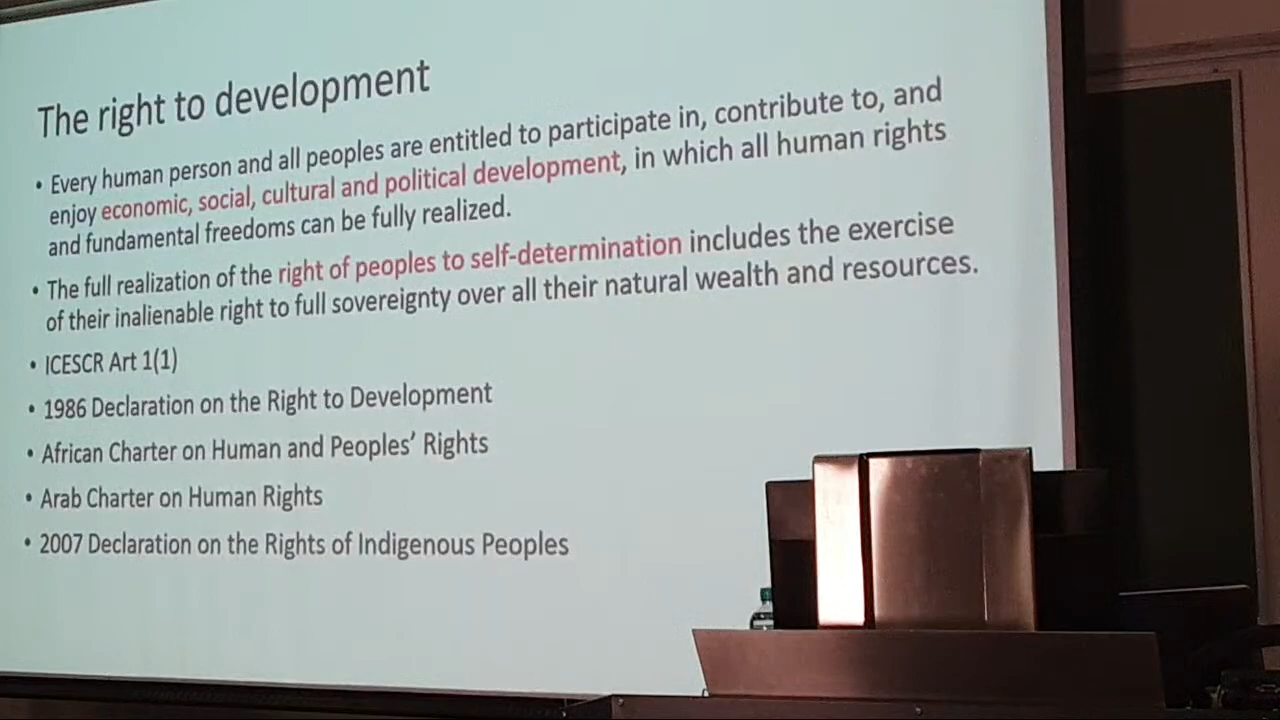 The right to development
• Every human person and all peoples are entitled to participate in, contribute to, and
enjoy economic, social, cultural and political development, in which all human rights
and fundamental freedoms can be fully realized.
• The full realization of the right of peoples to self-determination includes the exercise
of their inalienable right to full sovereignty over all their natural wealth and resources.
• ICESCR Art 1(1)
• 1986 Declaration on the Right to Development
• African Charter on Human and Peoples’ Rights
• Arab Charter on Human Rights
• 2007 Declaration on the Rights of Indigenous Peoples